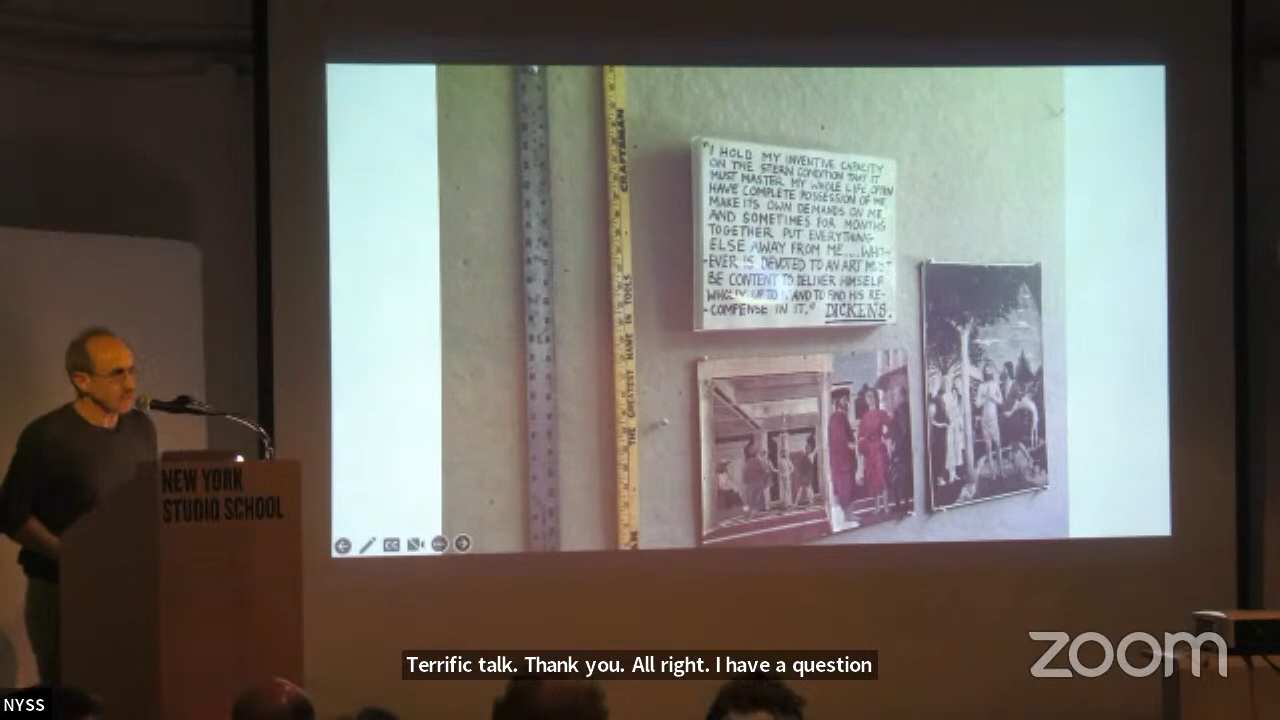 CRAFTSMAN
THE GREATEST NAME IN TOOLS
"I HOLD MY INVENTIVE CAPACITY
ON THE STERN CONDITION THAT IT
MUST MASTER MY WHOLE LIFE, OFTEN
HAVE COMPLETE POSSESSION OF ME,
MAKE ITS OWN DEMANDS ON ME,
AND SOMETIMES FOR MONTHS
TOGETHER PUT EVERYTHING
ELSE AWAY FROM ME.....WHO-
-EVER IS DEVOTED TO AN ART MUST
BE CONTENT TO DELIVER HIMSELF
WHOLLY UP TO IT AND TO FIND HIS RE-
-COMPENSE IN IT."  DICKENS.
NEW YORK
STUDIO SCHOOL
Terrific talk. Thank you. All right. I have a question
zoom
NYSS